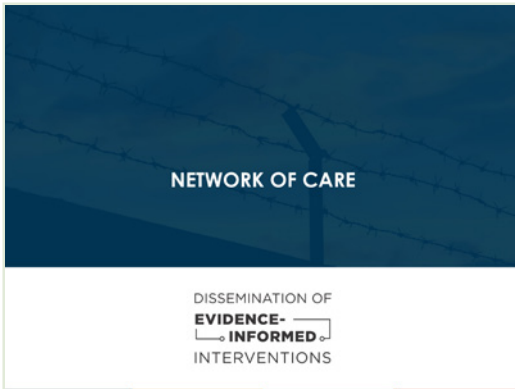 NETWORK OF CARE
DISSEMINATION OF
EVIDENCE-
INFORMED
INTERVENTIONS